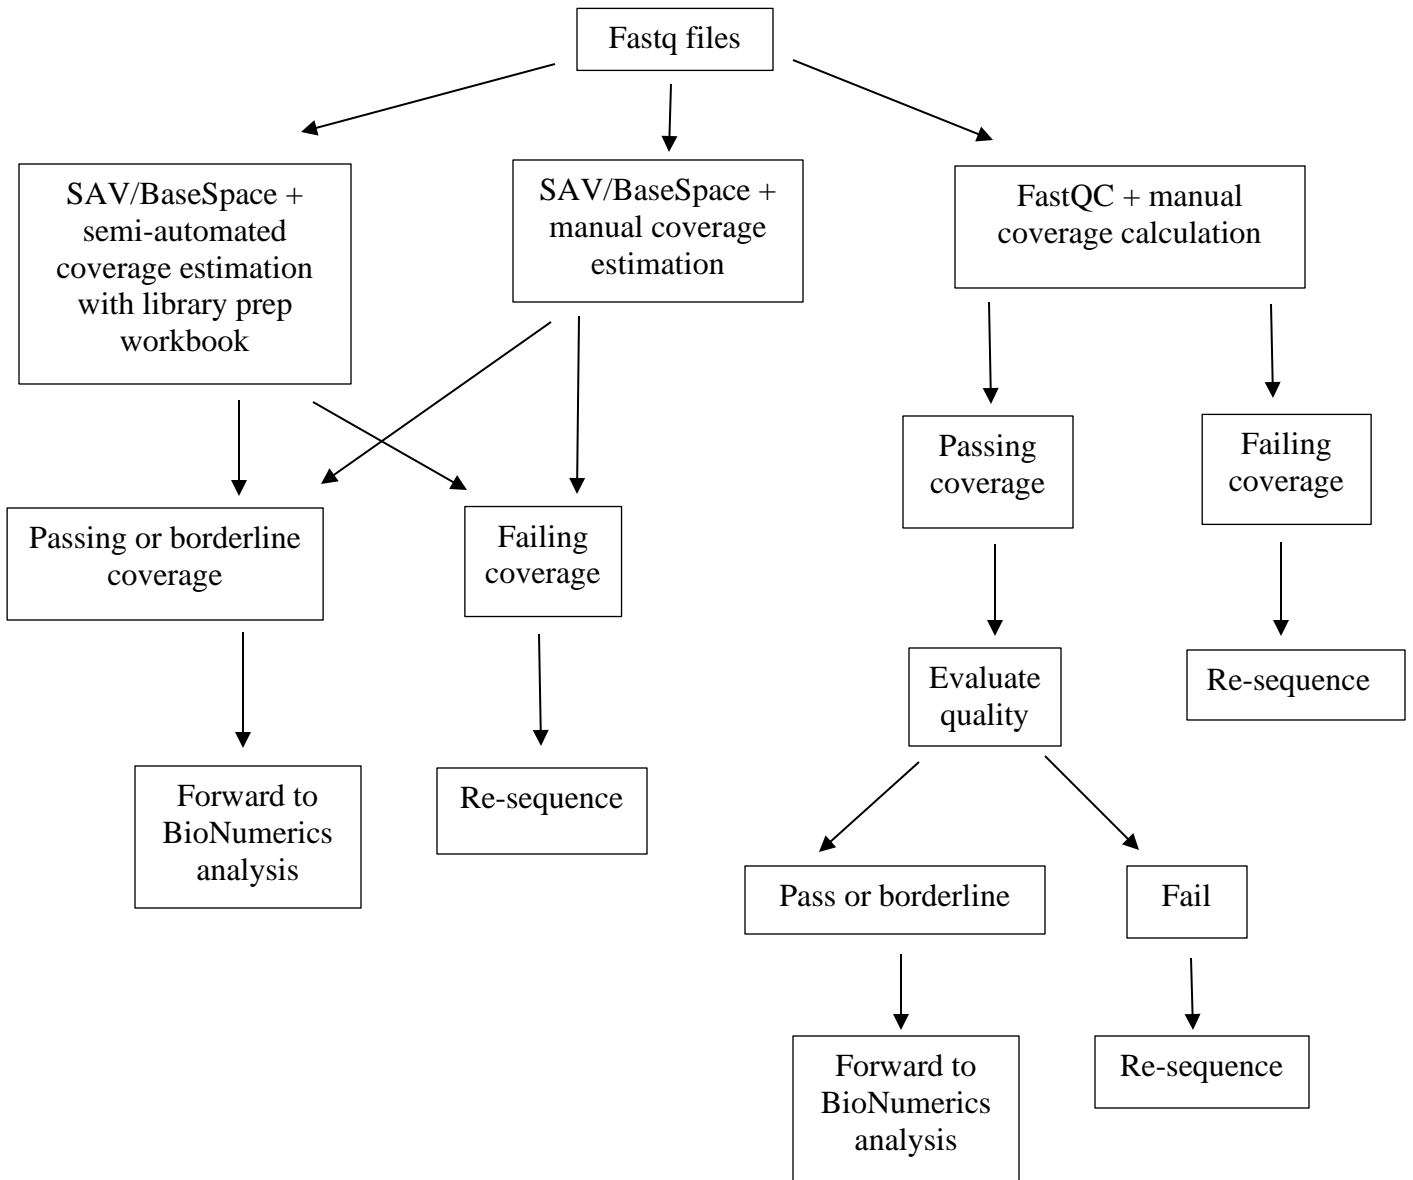 Fastq files
SAV/BaseSpace +
semi-automated
coverage estimation
with library prep
workbook
SAV/BaseSpace +
manual coverage
estimation
FastQC + manual
coverage calculation
Passing
coverage
Failing
coverage
Passing or borderline
coverage
Failing
coverage
Evaluate
quality
Re-sequence
Forward to
BioNumerics
analysis
Re-sequence
Pass or borderline
Fail
Forward to
BioNumerics
analysis
Re-sequence